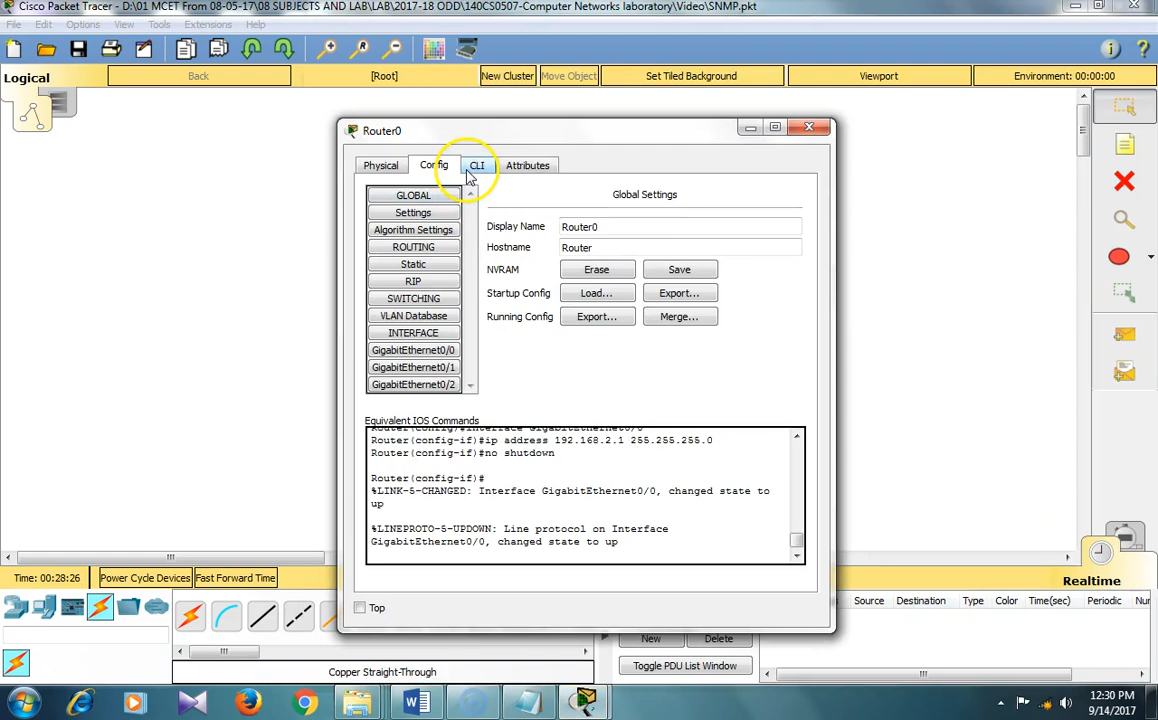 Cisco Packet Tracer - D:\01 MCET From 08-05-17\08 SUBJECTS AND LAB\LAB\2017-18 ODD\140CS0507-Computer Networks laboratory\Video\SNMP.pkt
File Edit Options View Tools Extensions Help
Logical
Back
[Root]
New Cluster
Move Object
Set Tiled Background
Viewport
Environment: 00:00:00
Router0
Physical Config CLI Attributes
GLOBAL
Settings
Algorithm Settings
ROUTING
Static
RIP
SWITCHING
VLAN Database
INTERFACE
GigabitEthernet0/0
GigabitEthernet0/1
GigabitEthernet0/2
Global Settings
Display Name Router0
Hostname Router
NVRAM Erase Save
Startup Config Load... Export...
Running Config Export... Merge...
Equivalent IOS Commands
Router(config)#interface GigabitEthernet0/0
Router(config-if)#ip address 192.168.2.1 255.255.255.0
Router(config-if)#no shutdown
Router(config-if)#
%LINK-5-CHANGED: Interface GigabitEthernet0/0, changed state to
up
%LINEPROTO-5-UPDOWN: Line protocol on Interface
GigabitEthernet0/0, changed state to up
Top
Time: 00:28:26 Power Cycle Devices Fast Forward Time
Realtime
Source Destination Type Color Time(sec) Periodic Nur
New Delete
Toggle PDU List Window
Copper Straight-Through
12:30 PM
9/14/2017